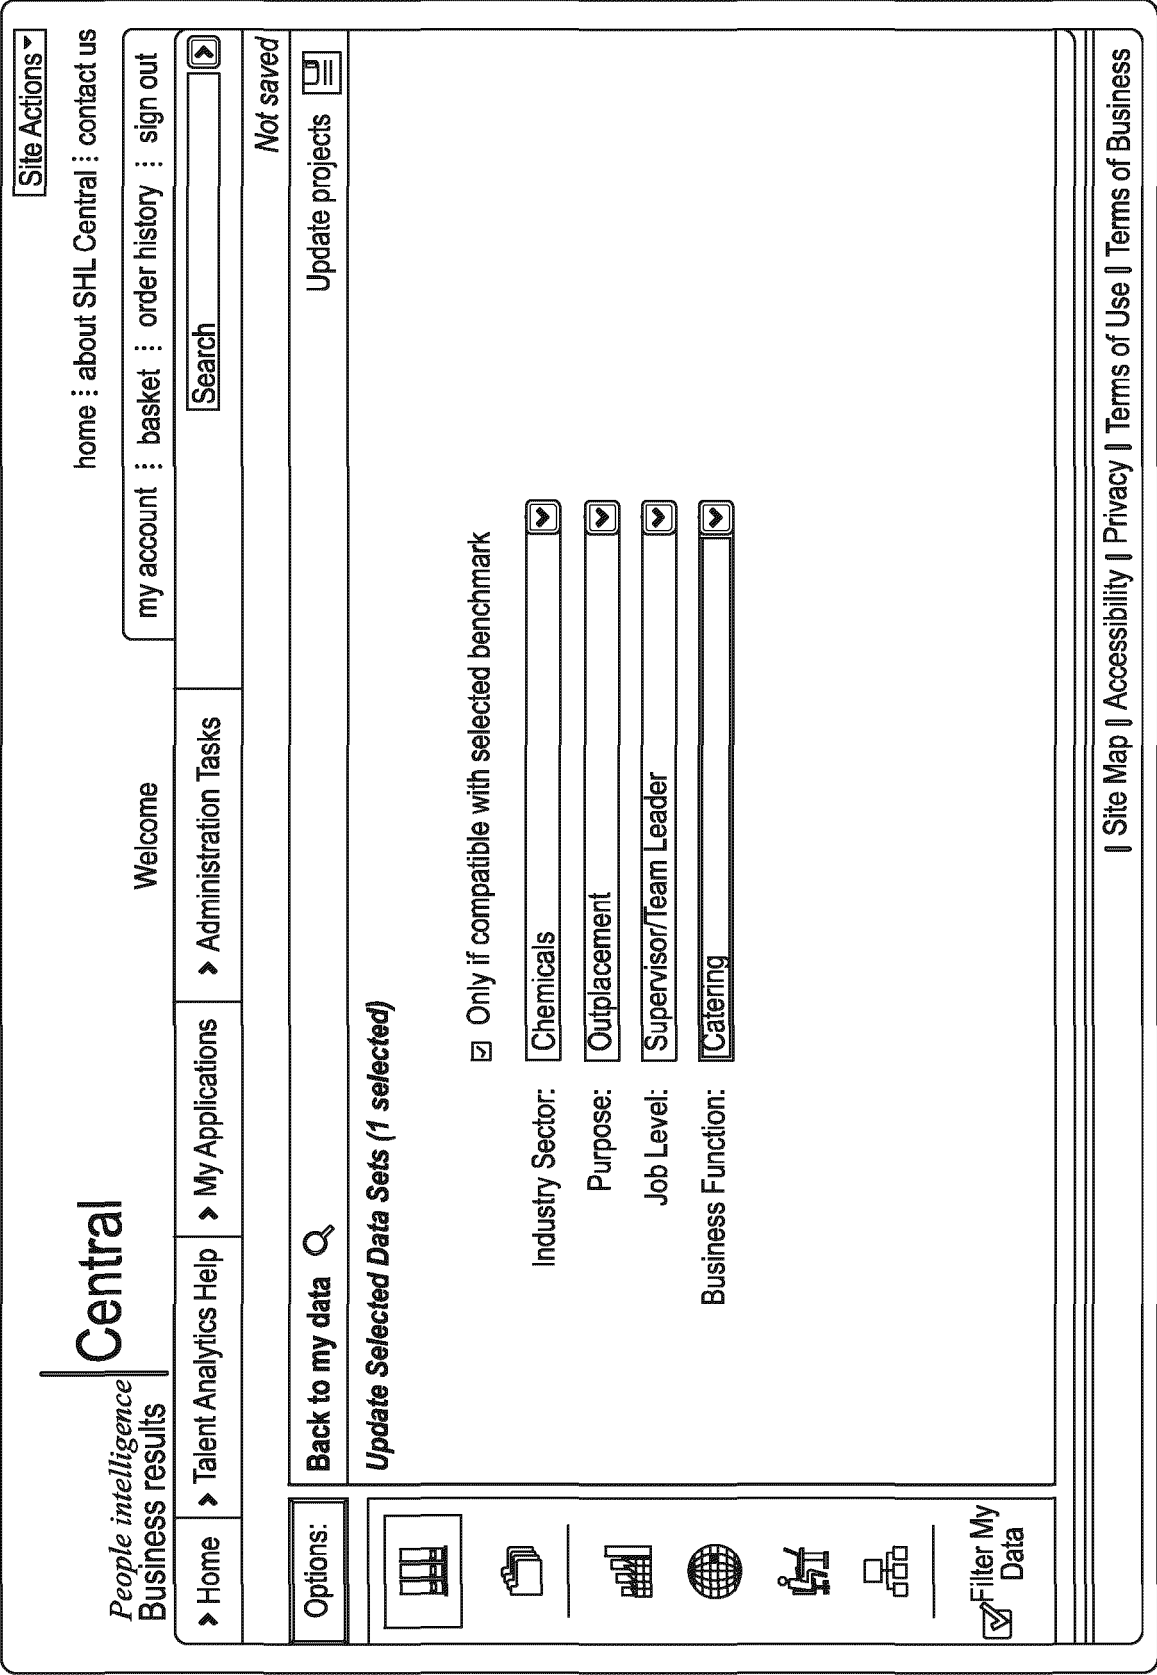 Site Actions
home ⋮ about SHL Central ⋮ contact us
People intelligence
Business results
Central
Welcome
my account ⋮ basket ⋮ order history ⋮ sign out
Home
Talent Analytics Help
My Applications
Administration Tasks
Search
Not saved
Options:
Back to my data
Update projects
Update Selected Data Sets (1 selected)
Only if compatible with selected benchmark
Industry Sector: Chemicals
Purpose: Outplacement
Job Level: Supervisor/Team Leader
Business Function: Catering
Filter My
Data
| Site Map | Accessibility | Privacy | Terms of Use | Terms of Business